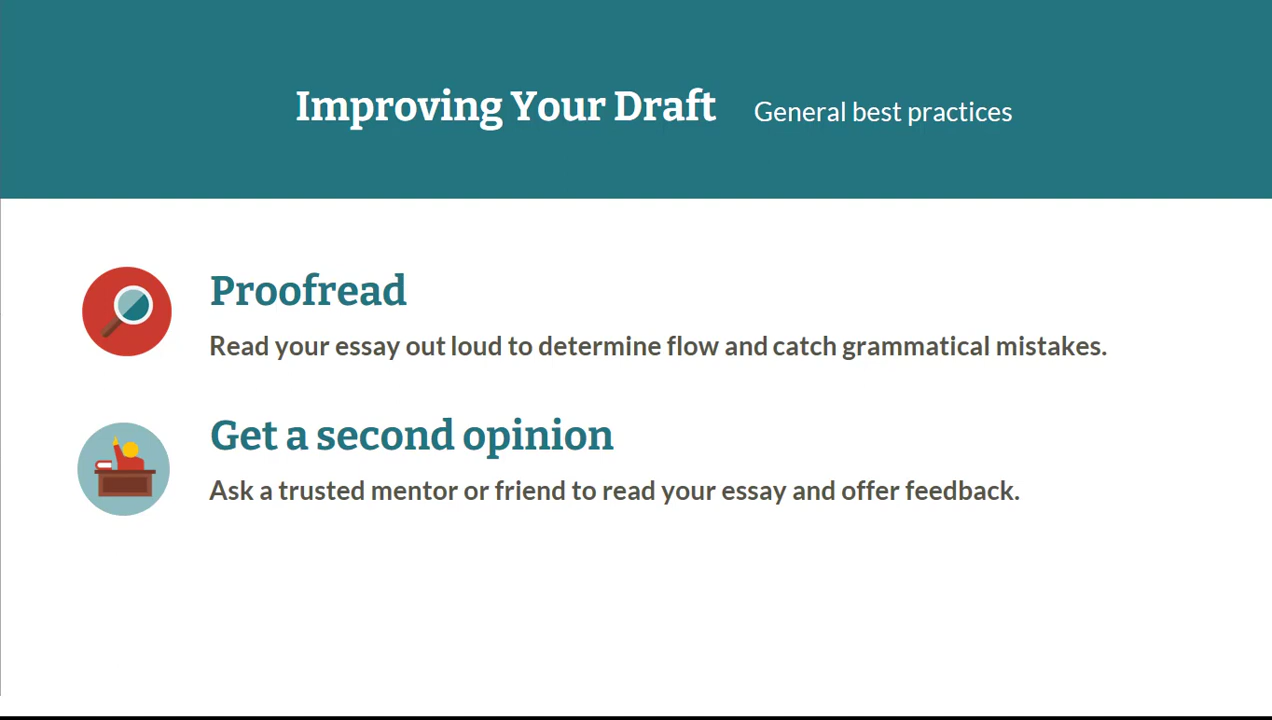 Improving Your Draft General best practices
Proofread
Read your essay out loud to determine flow and catch grammatical mistakes.
Get a second opinion
Ask a trusted mentor or friend to read your essay and offer feedback.